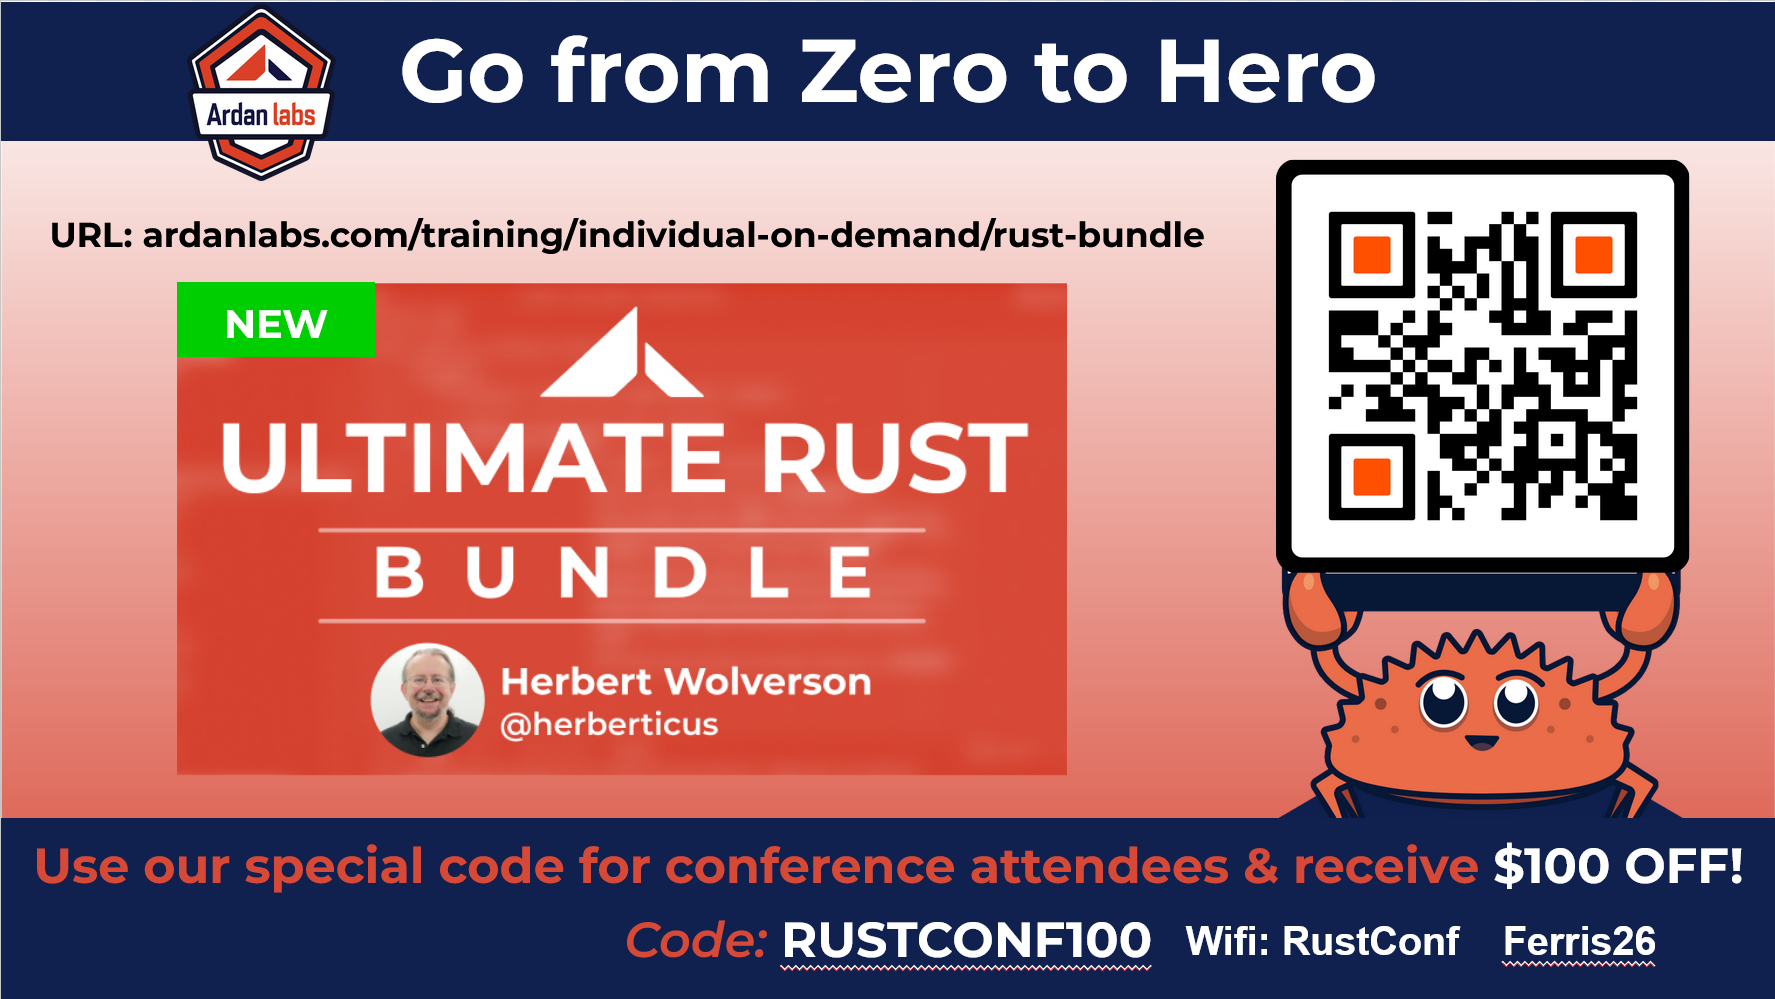 Ardan labs
Go from Zero to Hero
URL: ardanlabs.com/training/individual-on-demand/rust-bundle
NEW
ULTIMATE RUST
BUNDLE
Herbert Wolverson
@herberticus
Use our special code for conference attendees & receive $100 OFF!
Code: RUSTCONF100 Wifi: RustConf Ferris26